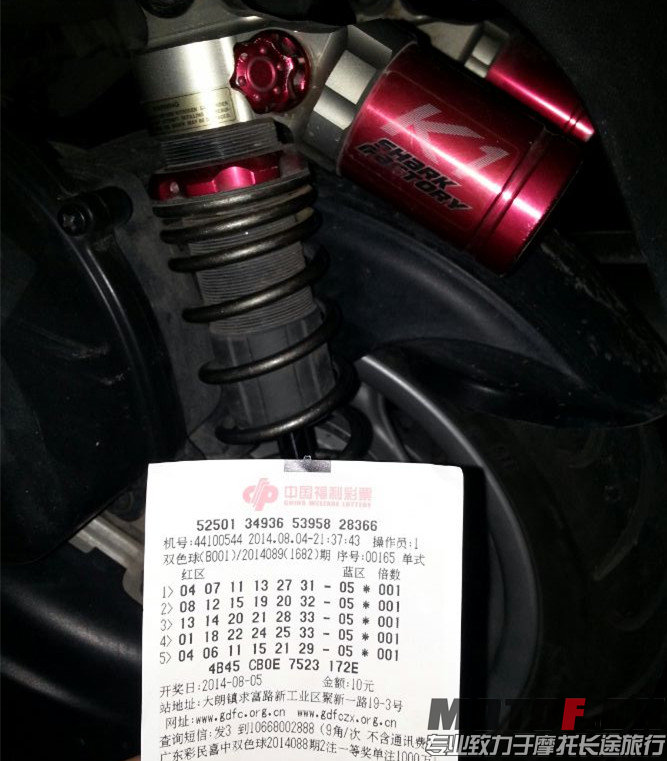 WARNING
K1
SHARK
FACTORY
中国福利彩票
CHINA WELFARE LOTTERY
52501 34936 53958 28366
机号:44100544 2014.08.04-21:37:43 操作员:1
双色球(B001)/2014089(1682)期 序号:00165 单式
红区 蓝区 倍数
1> 04 07 11 13 27 31 - 05 * 001
2> 08 12 15 19 20 32 - 05 * 001
3> 13 14 20 21 28 33 - 05 * 001
4> 01 18 22 24 25 33 - 05 * 001
5> 04 06 11 15 21 29 - 05 * 001
4B45 CB0E 7523 172E
开奖日:2014-08-05 金额:10元
站地址:大朗镇求富路新工业区聚新一路19-3号
网址:www.gdfc.org.cn www.gdfczx.org.cn
查询短信:发3 到10668002888 (9角/次 不含通讯费
广东彩民喜中双色球2014088期2注一等奖单注1000万
专业致力于摩托长途旅行